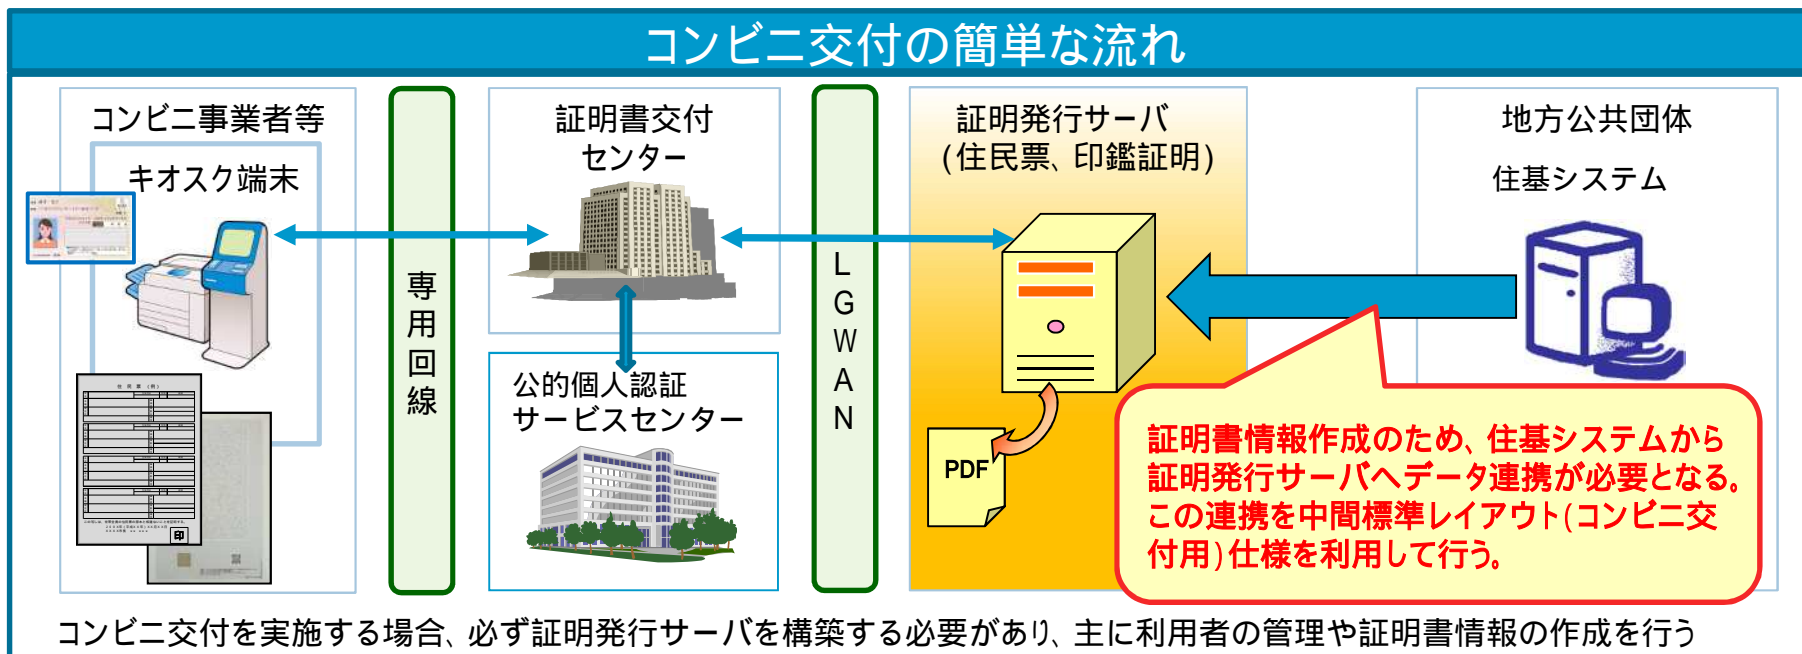 コンビニ交付の簡単な流れ
コンビニ事業者等
キオスク端末
専用回線
証明書交付
センター
公的個人認証
サービスセンター
LGWAN
証明発行サーバ
(住民票、印鑑証明)
PDF
地方公共団体
住基システム
証明書情報作成のため、住基システムから
証明発行サーバへデータ連携が必要となる。
この連携を中間標準レイアウト(コンビニ交
付用)仕様を利用して行う。
住民票(例)
印
コンビニ交付を実施する場合、必ず証明発行サーバを構築する必要があり、主に利用者の管理や証明書情報の作成を行う